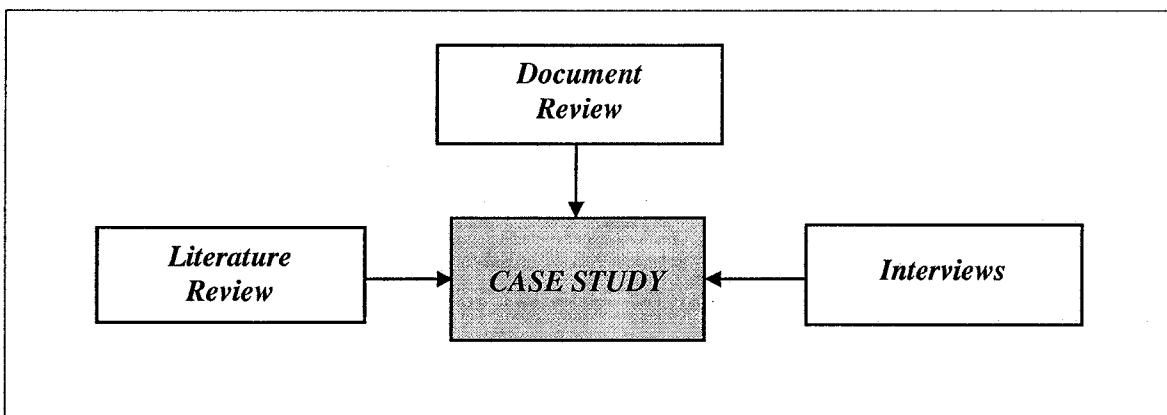 Document
Review
Literature
Review
CASE STUDY
Interviews